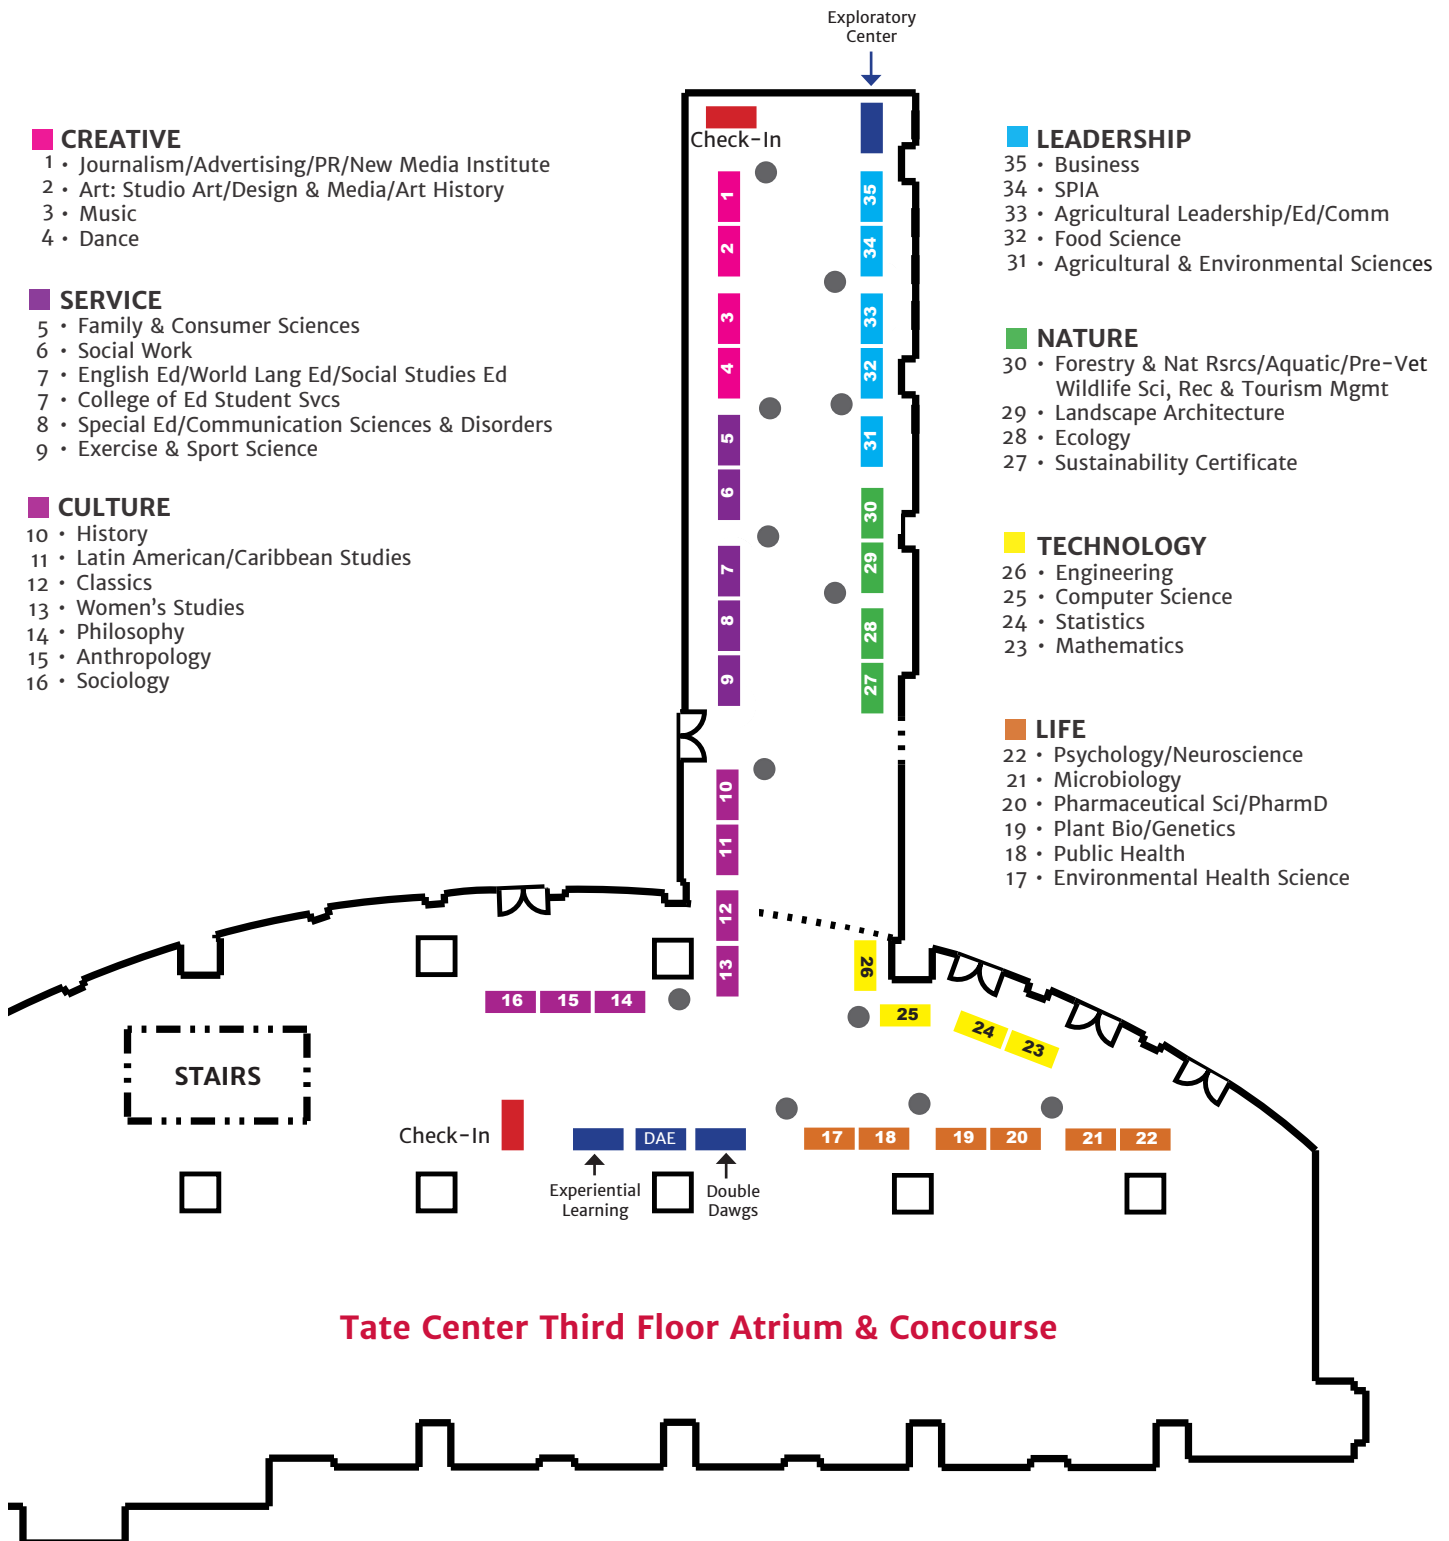 Exploratory
Center
Check-In
CREATIVE
1 • Journalism/Advertising/PR/New Media Institute
2 • Art: Studio Art/Design & Media/Art History
3 • Music
4 • Dance
SERVICE
5 • Family & Consumer Sciences
6 • Social Work
7 • English Ed/World Lang Ed/Social Studies Ed
7 • College of Ed Student Svcs
8 • Special Ed/Communication Sciences & Disorders
9 • Exercise & Sport Science
CULTURE
10 • History
11 • Latin American/Caribbean Studies
12 • Classics
13 • Women's Studies
14 • Philosophy
15 • Anthropology
16 • Sociology
LEADERSHIP
35 • Business
34 • SPIA
33 • Agricultural Leadership/Ed/Comm
32 • Food Science
31 • Agricultural & Environmental Sciences
NATURE
30 • Forestry & Nat Rsrcs/Aquatic/Pre-Vet
Wildlife Sci, Rec & Tourism Mgmt
29 • Landscape Architecture
28 • Ecology
27 • Sustainability Certificate
TECHNOLOGY
26 • Engineering
25 • Computer Science
24 • Statistics
23 • Mathematics
LIFE
22 • Psychology/Neuroscience
21 • Microbiology
20 • Pharmaceutical Sci/PharmD
19 • Plant Bio/Genetics
18 • Public Health
17 • Environmental Health Science
1
2
3
4
5
6
7
8
9
10
11
12
13
35
34
33
32
31
30
29
28
27
26
25
24
23
16
15
14
STAIRS
Check-In
DAE
17
18
19
20
21
22
Experiential
Learning
Double
Dawgs
Tate Center Third Floor Atrium & Concourse